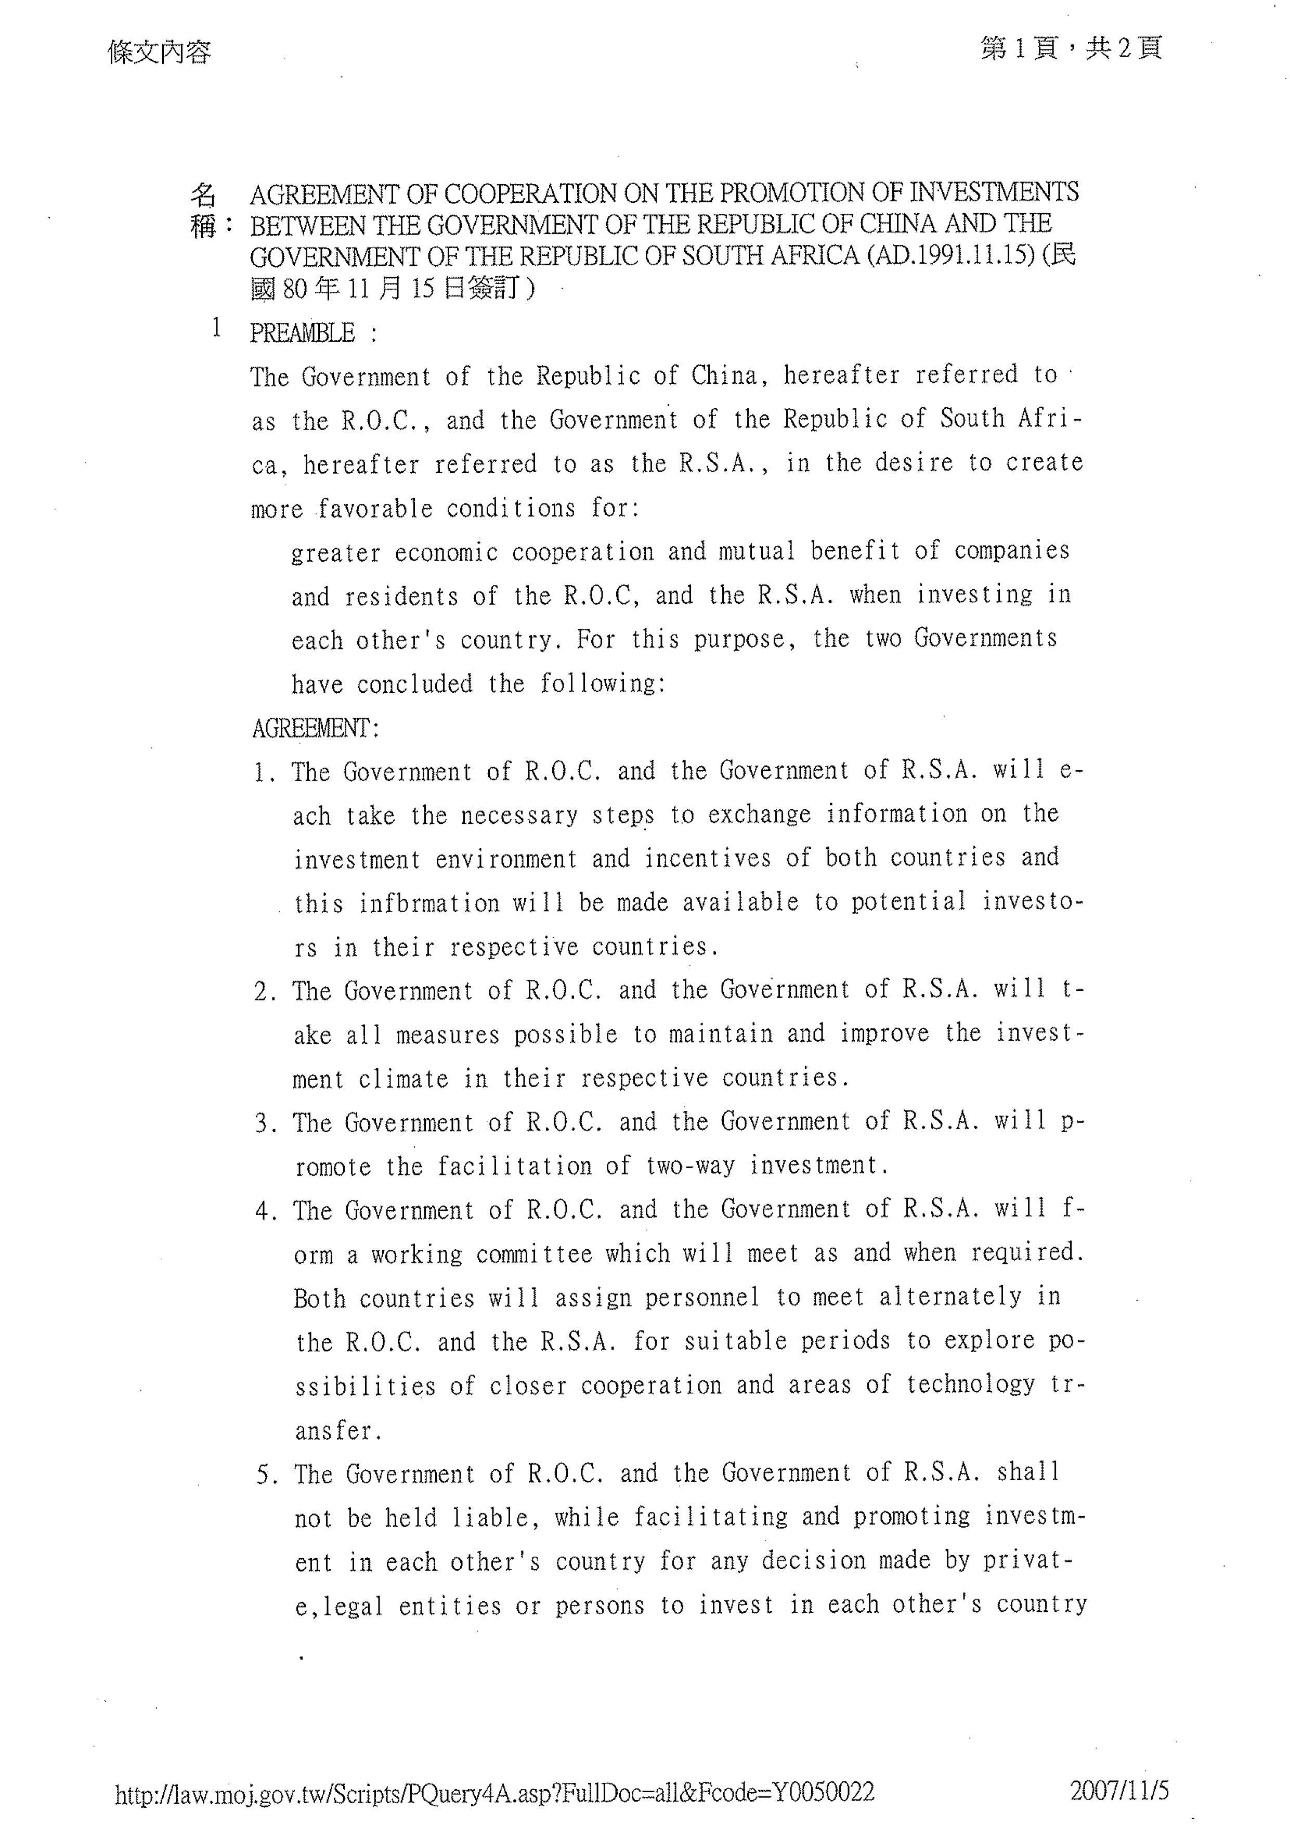 條文內容
第1頁，共2頁
名 AGREEMENT OF COOPERATION ON THE PROMOTION OF INVESTMENTS
稱： BETWEEN THE GOVERNMENT OF THE REPUBLIC OF CHINA AND THE
GOVERNMENT OF THE REPUBLIC OF SOUTH AFRICA (AD.1991.11.15) (民
國 80 年 11 月 15 日簽訂 )
1 PREAMBLE :
The Government of the Republic of China, hereafter referred to
as the R.O.C., and the Government of the Republic of South Afri-
ca, hereafter referred to as the R.S.A., in the desire to create
more favorable conditions for:
greater economic cooperation and mutual benefit of companies
and residents of the R.O.C, and the R.S.A. when investing in
each other's country. For this purpose, the two Governments
have concluded the following:
AGREEMENT:
1. The Government of R.O.C. and the Government of R.S.A. will e-
ach take the necessary steps to exchange information on the
investment environment and incentives of both countries and
this infbrmation will be made available to potential investo-
rs in their respective countries.
2. The Government of R.O.C. and the Government of R.S.A. will t-
ake all measures possible to maintain and improve the invest-
ment climate in their respective countries.
3. The Government of R.O.C. and the Government of R.S.A. will p-
romote the facilitation of two-way investment.
4. The Government of R.O.C. and the Government of R.S.A. will f-
orm a working committee which will meet as and when required.
Both countries will assign personnel to meet alternately in
the R.O.C. and the R.S.A. for suitable periods to explore po-
ssibilities of closer cooperation and areas of technology tr-
ansfer.
5. The Government of R.O.C. and the Government of R.S.A. shall
not be held liable, while facilitating and promoting investm-
ent in each other's country for any decision made by privat-
e,legal entities or persons to invest in each other's country
.
http://law.moj.gov.tw/Scripts/PQuery4A.asp?FullDoc=all&Fcode=Y0050022
2007/11/5